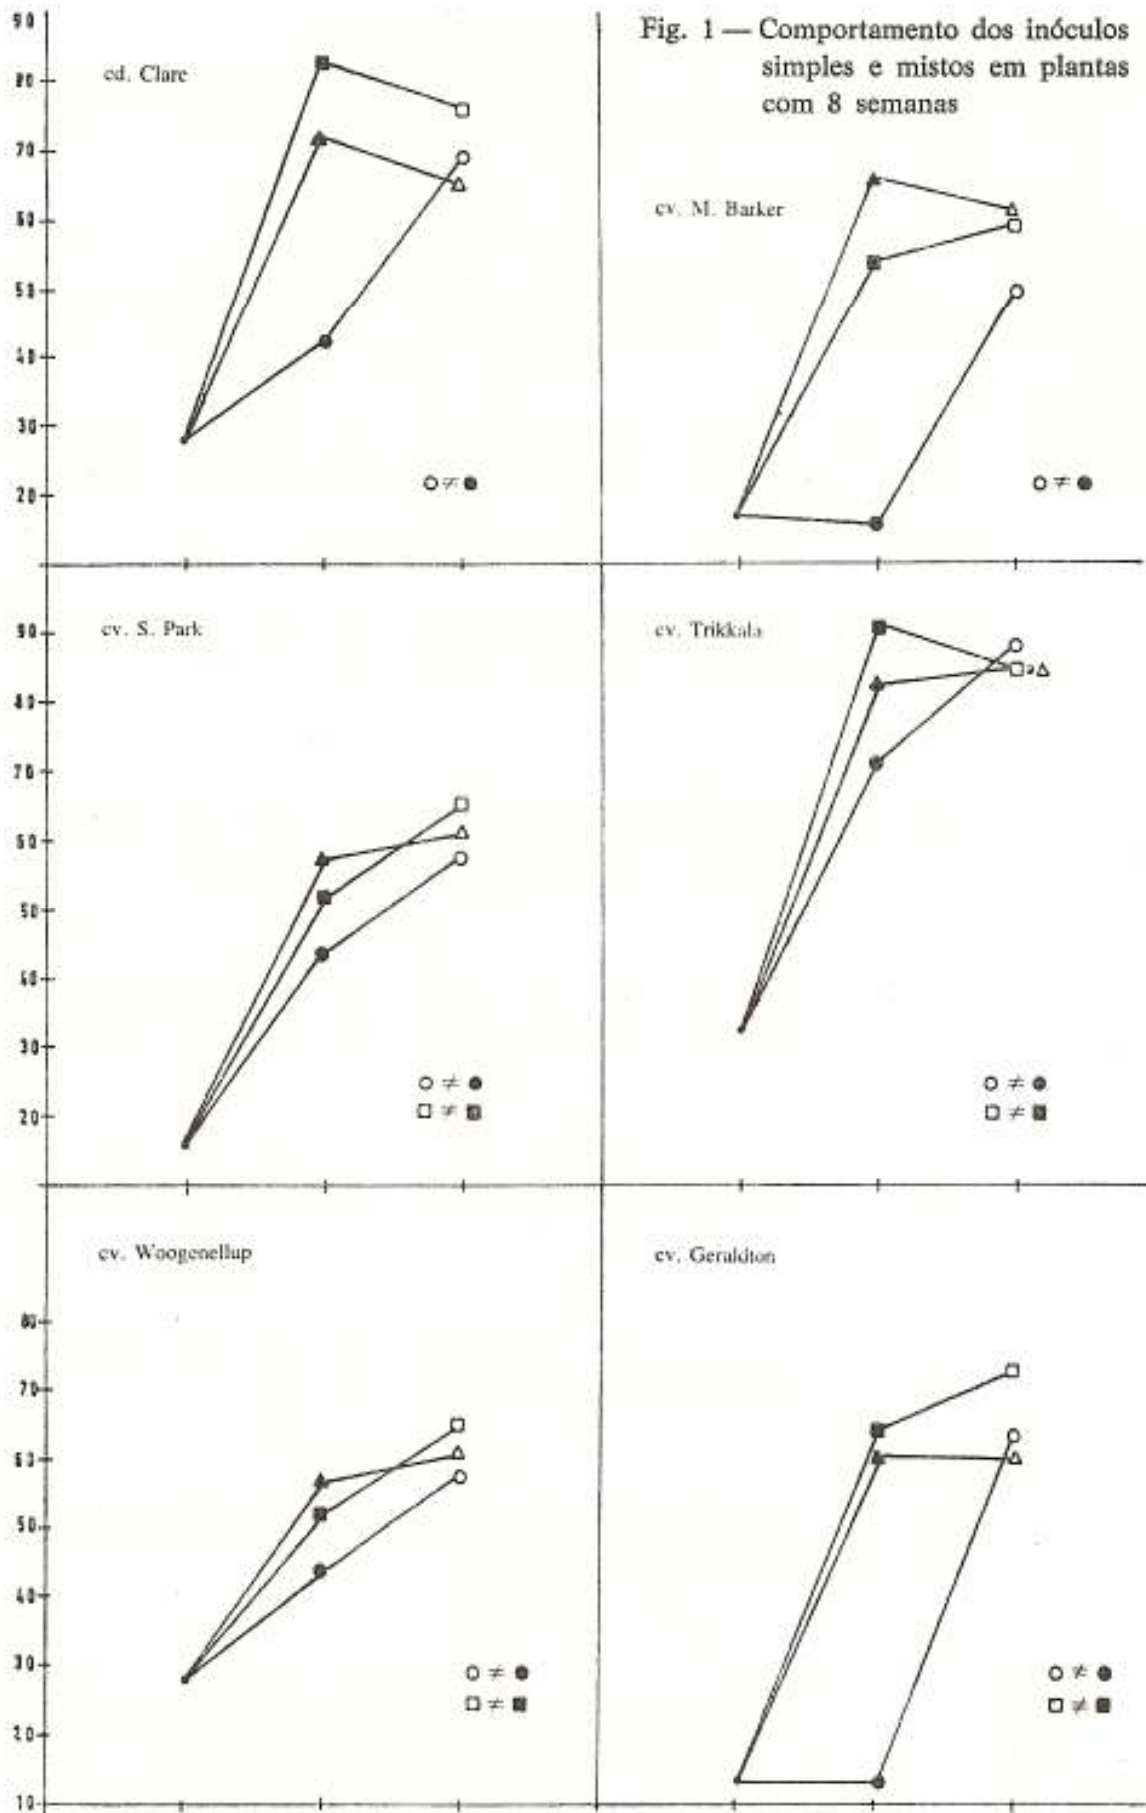 Fig. 1 — Comportamento dos inóculos
simples e mistos em plantas
com 8 semanas
90
80
70
60
50
40
30
20
cd. Clare
○ ≠ ●
cv. M. Barker
○ ≠ ●
90
80
70
60
50
40
30
20
cv. S. Park
○ ≠ ●
□ ≠ ■
cv. Trikkala
○ ≠ ●
□ ≠ ■
80
70
60
50
40
30
20
10
cv. Woogenellup
○ ≠ ●
□ ≠ ■
cv. Geraldton
○ ≠ ●
□ ≠ ■